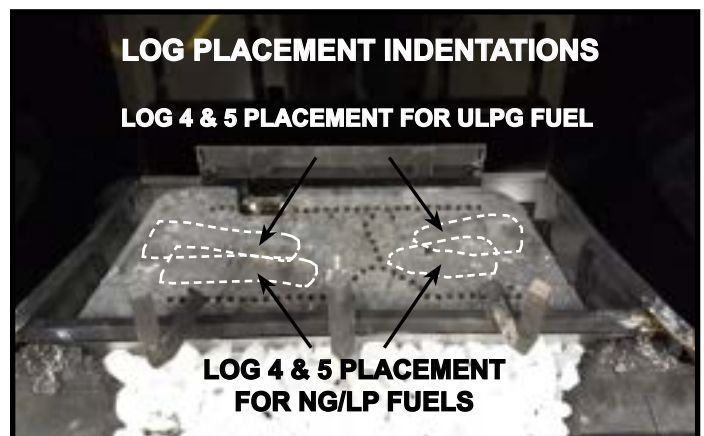 LOG PLACEMENT INDENTATIONS
LOG 4 & 5 PLACEMENT FOR ULPG FUEL
LOG 4 & 5 PLACEMENT
FOR NG/LP FUELS